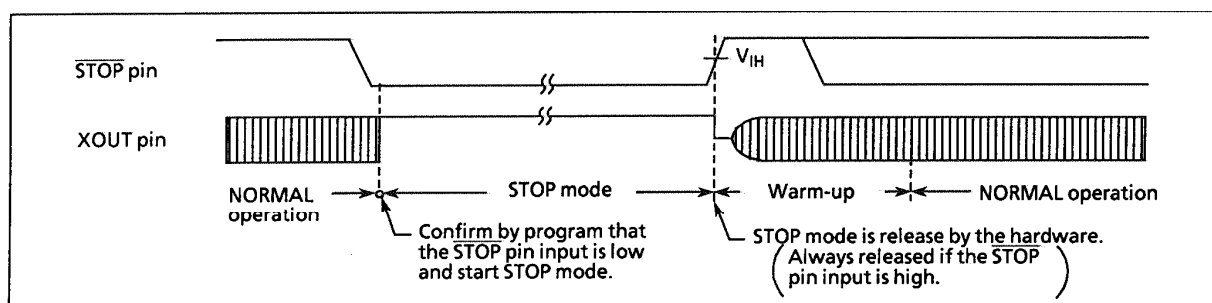 STOP pin
VIH
XOUT pin
NORMAL operation
STOP mode
Warm-up
NORMAL operation
Confirm by program that
the STOP pin input is low
and start STOP mode.
STOP mode is release by the hardware.
(Always released if the STOP
pin input is high.)